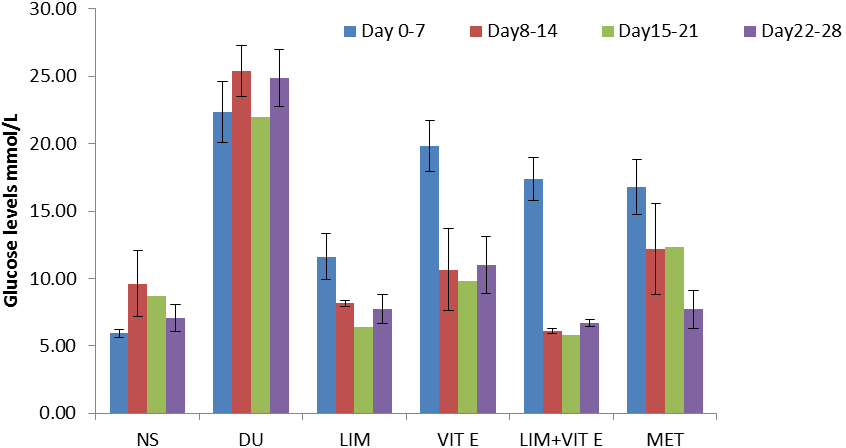 30.00
25.00
20.00
15.00
10.00
5.00
0.00
Glucose levels mmol/L
Day 0-7 Day8-14 Day15-21 Day22-28
NS DU LIM VIT E LIM+VIT E MET